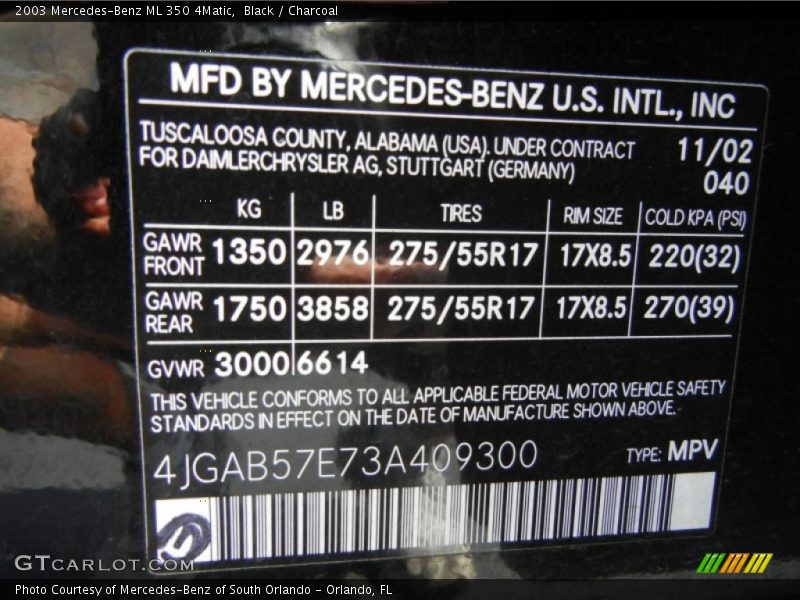 2003 Mercedes-Benz ML 350 4Matic,  Black / Charcoal
MFD BY MERCEDES-BENZ U.S. INTL., INC
TUSCALOOSA COUNTY, ALABAMA (USA). UNDER CONTRACT 11/02
FOR DAIMLERCHRYSLER AG, STUTTGART (GERMANY) 040
KG LB TIRES RIM SIZE COLD KPA (PSI)
GAWR FRONT 1350 2976 275/55R17 17X8.5 220(32)
GAWR REAR 1750 3858 275/55R17 17X8.5 270(39)
GVWR 3000 6614
THIS VEHICLE CONFORMS TO ALL APPLICABLE FEDERAL MOTOR VEHICLE SAFETY
STANDARDS IN EFFECT ON THE DATE OF MANUFACTURE SHOWN ABOVE.
4JGAB57E73A409300 TYPE: MPV
GTCARLOT.COM
Photo Courtesy of Mercedes-Benz of South Orlando - Orlando, FL